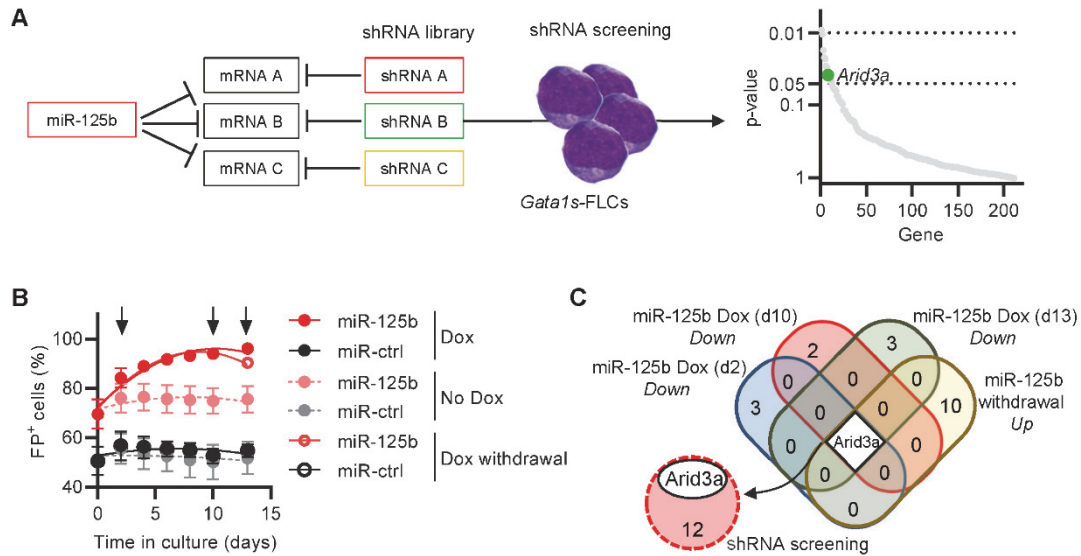 A
shRNA library
shRNA screening
miR-125b
mRNA A
shRNA A
mRNA B
shRNA B
mRNA C
shRNA C
Gata1s-FLCs
p-value
0.01
0.05
0.1
1
Arid3a
0 50 100 150 200
Gene
B
FP+ cells (%)
100
80
60
40
0 5 10 15
Time in culture (days)
miR-125b
miR-ctrl
Dox
miR-125b
miR-ctrl
No Dox
miR-125b
miR-ctrl
Dox withdrawal
C
miR-125b Dox (d10)
Down
miR-125b Dox (d13)
Down
miR-125b Dox (d2)
Down
miR-125b
withdrawal
Up
2 3
0 0
3 0 0 10
0 Arid3a 0
0 0
0
Arid3a
12
shRNA screening